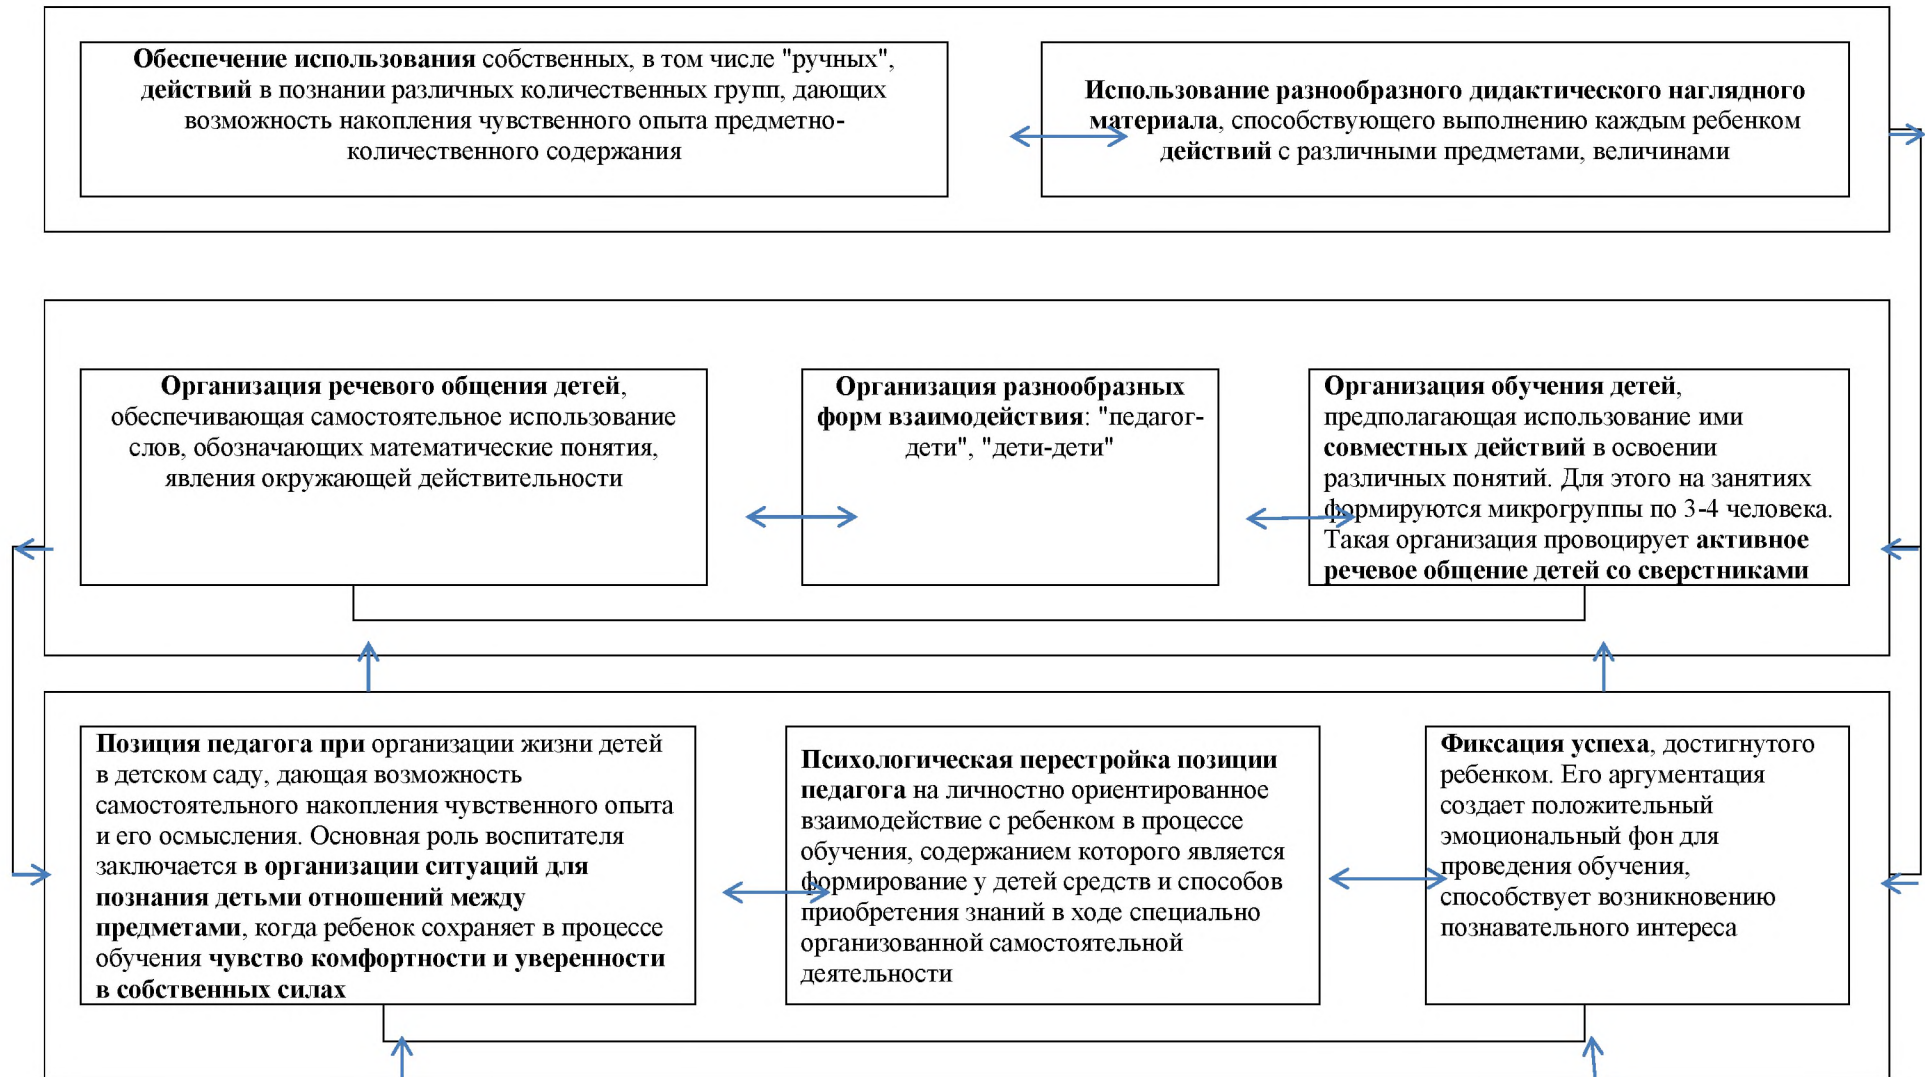 Обеспечение использования собственных, в том числе "ручных",
действий в познании различных количественных групп, дающих
возможность накопления чувственного опыта предметно-
количественного содержания
Использование разнообразного дидактического наглядного
материала, способствующего выполнению каждым ребенком
действий с различными предметами, величинами
Организация речевого общения детей,
обеспечивающая самостоятельное использование
слов, обозначающих математические понятия,
явления окружающей действительности
Организация разнообразных
форм взаимодействия: "педагог-
дети", "дети-дети"
Организация обучения детей,
предполагающая использование ими
совместных действий в освоении
различных понятий. Для этого на занятиях
формируются микрогруппы по 3-4 человека.
Такая организация провоцирует активное
речевое общение детей со сверстниками
Позиция педагога при организации жизни детей
в детском саду, дающая возможность
самостоятельного накопления чувственного опыта
и его осмысления. Основная роль воспитателя
заключается в организации ситуаций для
познания детьми отношений между
предметами, когда ребенок сохраняет в процессе
обучения чувство комфортности и уверенности
в собственных силах
Психологическая перестройка позиции
педагога на личностно ориентированное
взаимодействие с ребенком в процессе
обучения, содержанием которого является
формирование у детей средств и способов
приобретения знаний в ходе специально
организованной самостоятельной
деятельности
Фиксация успеха, достигнутого
ребенком. Его аргументация
создает положительный
эмоциональный фон для
проведения обучения,
способствует возникновению
познавательного интереса